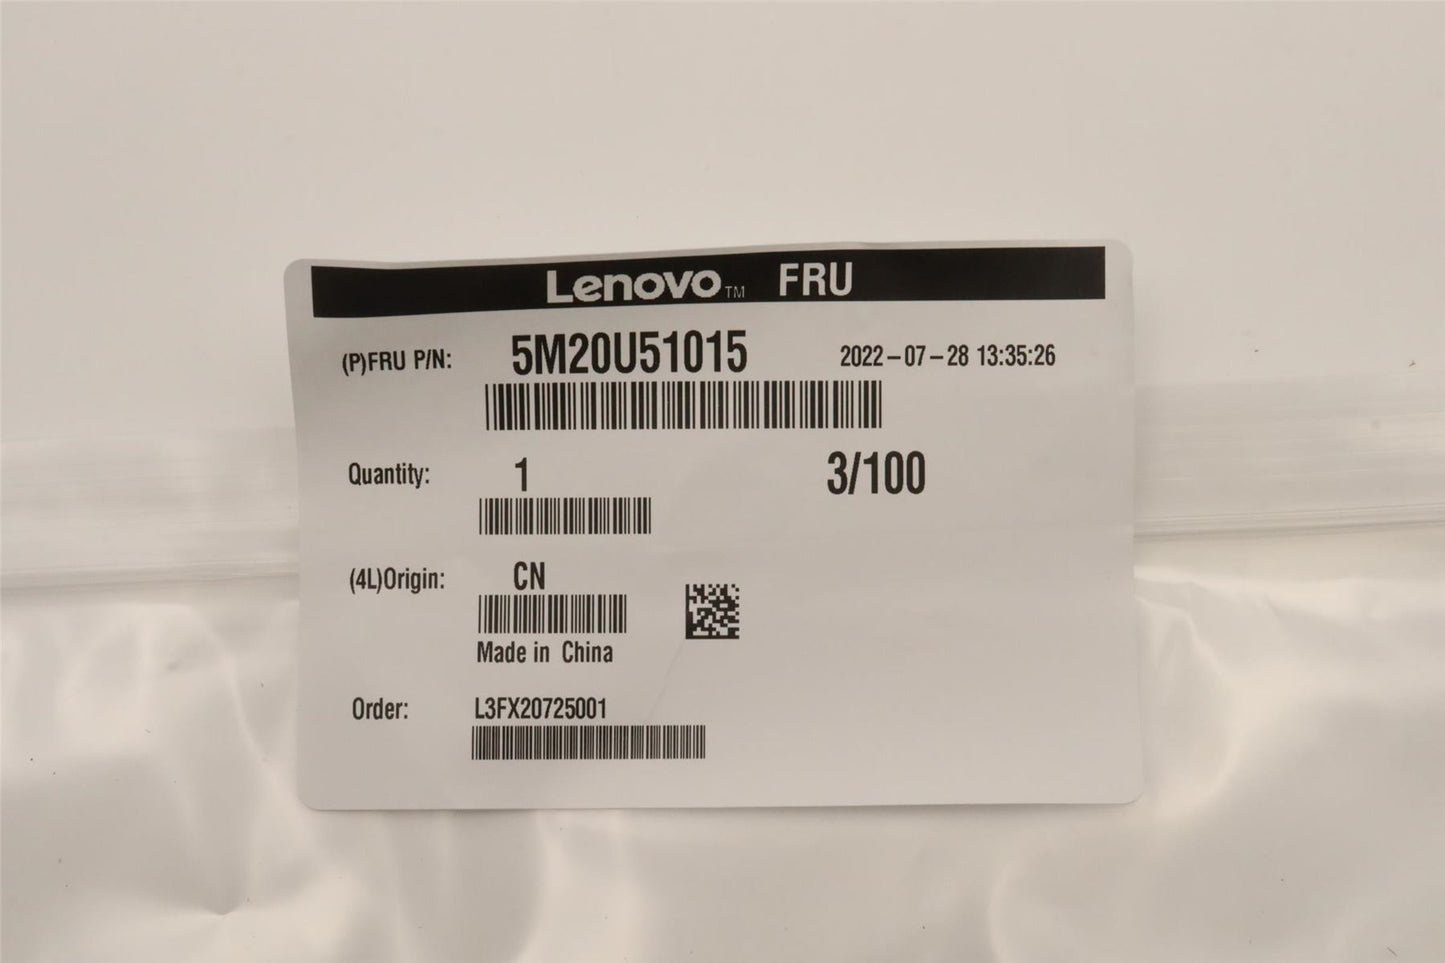 Lenovo™ FRU
(P)FRU P/N: 5M20U51015 2022-07-28 13:35:26
Quantity: 1 3/100
(4L)Origin: CN
Made in China
Order: L3FX20725001